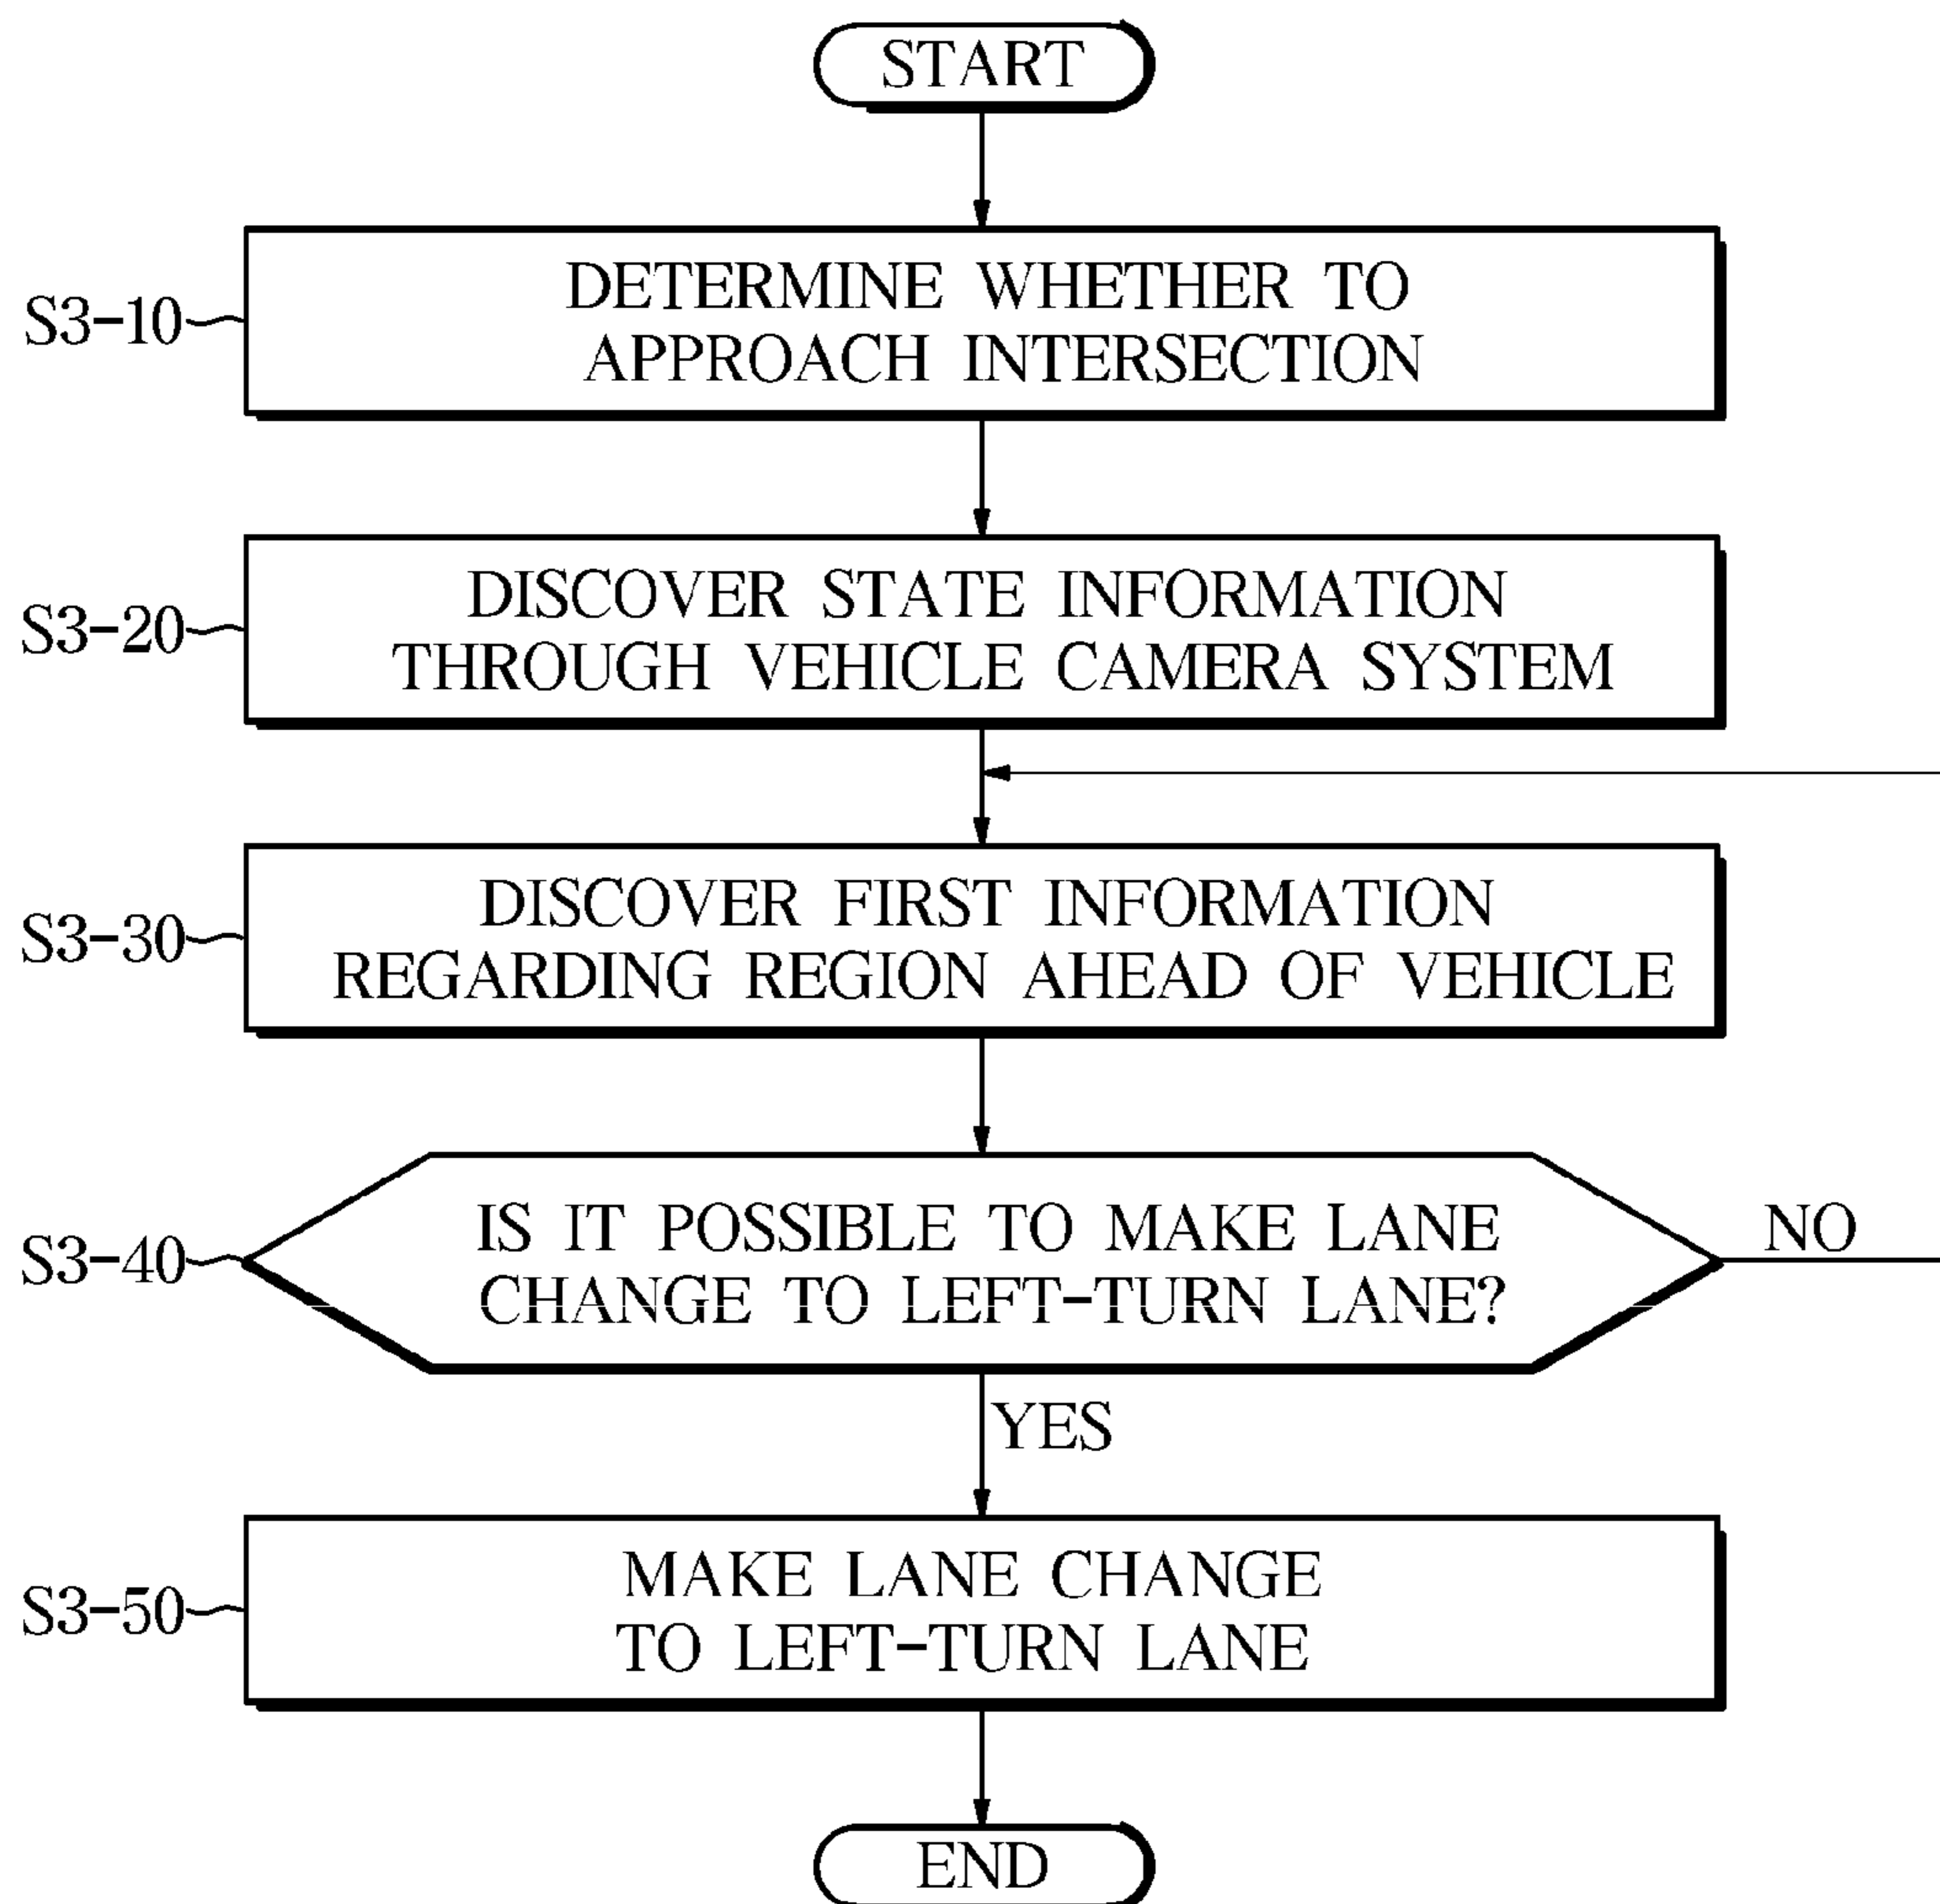 START
S3-10
DETERMINE WHETHER TO
APPROACH INTERSECTION
S3-20
DISCOVER STATE INFORMATION
THROUGH VEHICLE CAMERA SYSTEM
S3-30
DISCOVER FIRST INFORMATION
REGARDING REGION AHEAD OF VEHICLE
S3-40
IS IT POSSIBLE TO MAKE LANE
CHANGE TO LEFT-TURN LANE?
NO
YES
S3-50
MAKE LANE CHANGE
TO LEFT-TURN LANE
END